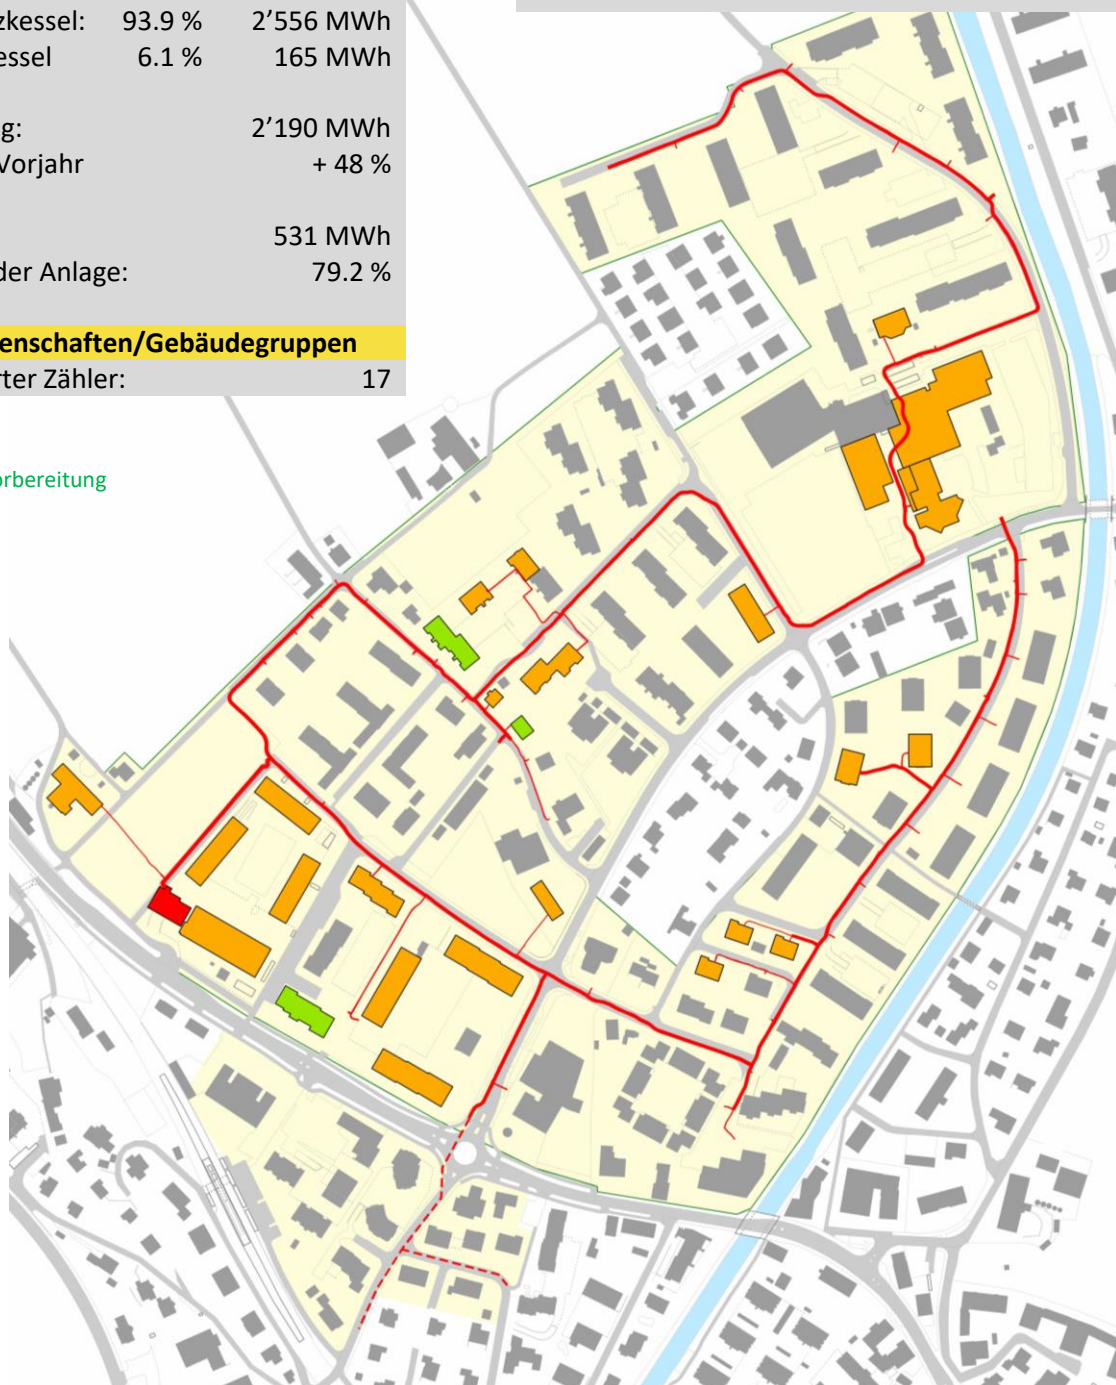 zkessel: 93.9 % 2’556 MWh
essel 6.1 % 165 MWh
g: 2’190 MWh
Vorjahr + 48 %
531 MWh
der Anlage: 79.2 %
enschaften/Gebäudegruppen
rter Zähler: 17
orbereitung